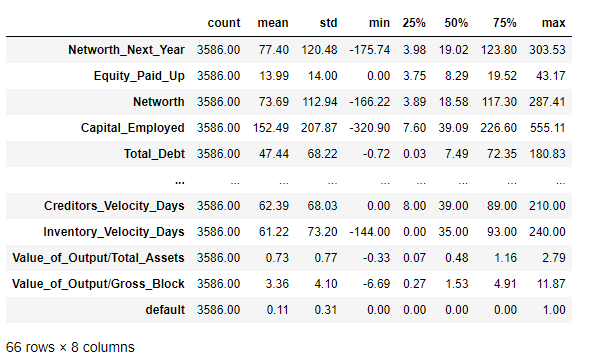 count mean std min 25% 50% 75% max
Networth_Next_Year 3586.00 77.40 120.48 -175.74 3.98 19.02 123.80 303.53
Equity_Paid_Up 3586.00 13.99 14.00 0.00 3.75 8.29 19.52 43.17
Networth 3586.00 73.69 112.94 -166.22 3.89 18.58 117.30 287.41
Capital_Employed 3586.00 152.49 207.87 -320.90 7.60 39.09 226.60 555.11
Total_Debt 3586.00 47.44 68.22 -0.72 0.03 7.49 72.35 180.83
... ... ... ... ... ... ... ... ...
Creditors_Velocity_Days 3586.00 62.39 68.03 0.00 8.00 39.00 89.00 210.00
Inventory_Velocity_Days 3586.00 61.22 73.20 -144.00 0.00 35.00 93.00 240.00
Value_of_Output/Total_Assets 3586.00 0.73 0.77 -0.33 0.07 0.48 1.16 2.79
Value_of_Output/Gross_Block 3586.00 3.36 4.10 -6.69 0.27 1.53 4.91 11.87
default 3586.00 0.11 0.31 0.00 0.00 0.00 0.00 1.00
66 rows × 8 columns